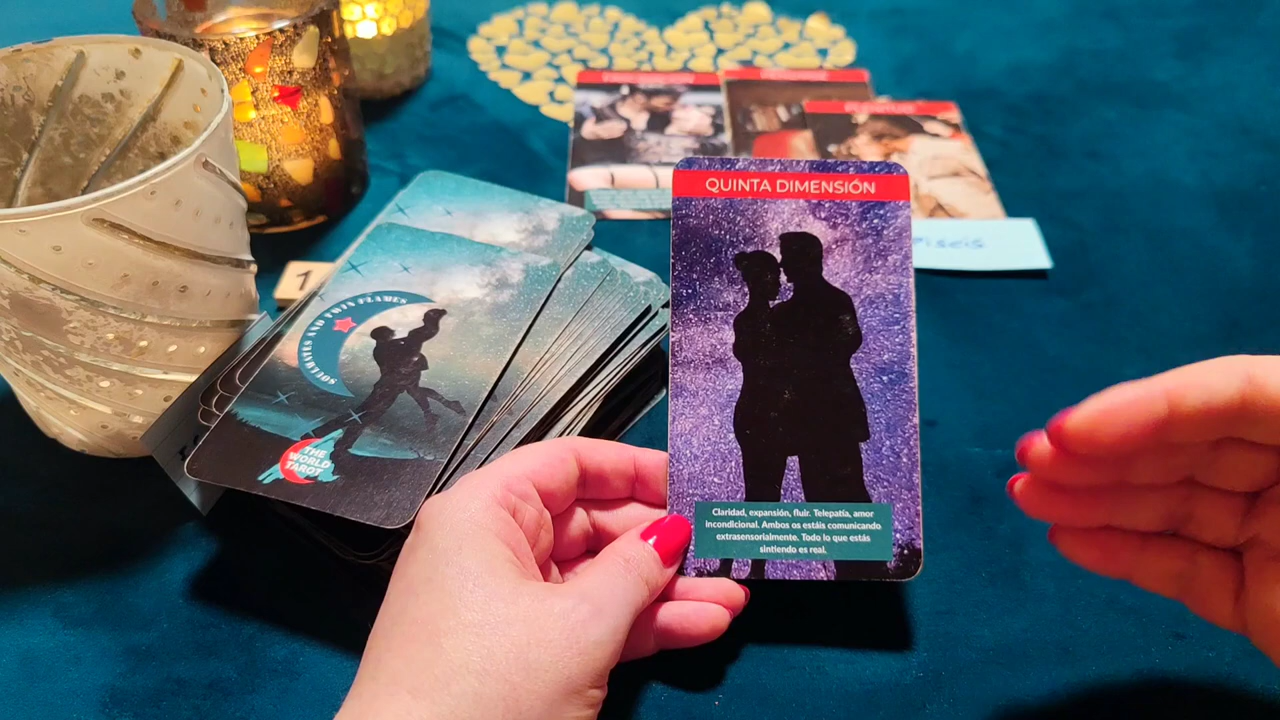 QUINTA DIMENSIÓN
Claridad, expansión, fluir. Telepatía, amor
incondicional. Ambos os estáis comunicando
extrasensorialmente. Todo lo que estás
sintiendo es real.
SOULMATES AND TWIN FLAMES
THE
WORLD
TAROT
1